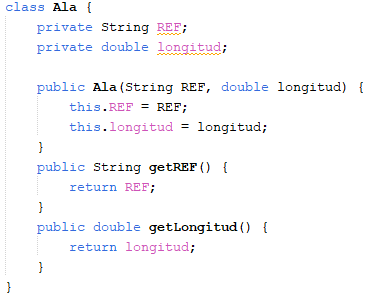 class Ala {
    private String REF;
    private double longitud;
    public Ala(String REF, double longitud) {
        this.REF = REF;
        this.longitud = longitud;
    }
    public String getREF() {
        return REF;
    }
    public double getLongitud() {
        return longitud;
    }
}